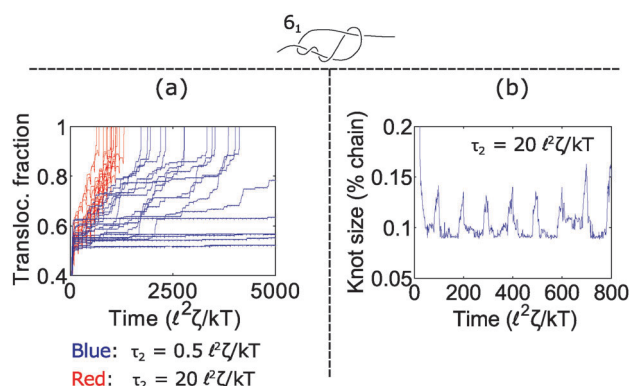 6₁
(a)
(b)
Transloc. fraction
1
0.8
0.6
0.4
0
2500
5000
Time (ℓ²ζ/kT)
Blue: τ₂ = 0.5 ℓ²ζ/kT
Red: τ₂ = 20 ℓ²ζ/kT
Knot size (% chain)
0.2
0.15
0.1
0.05
τ₂ = 20 ℓ²ζ/kT
0
200
400
600
800
Time (ℓ²ζ/kT)